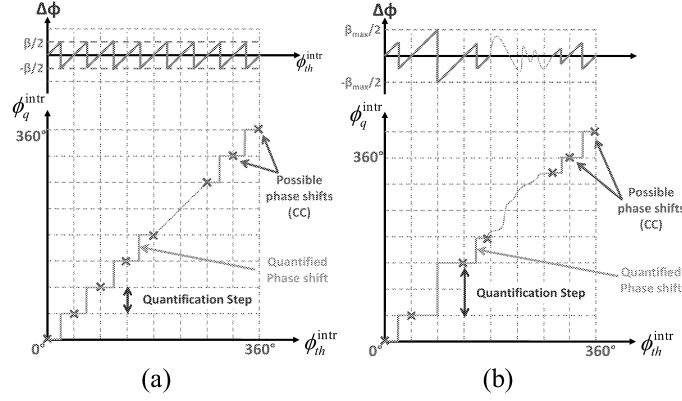 Δϕ
β/2
-β/2
ϕ_th^intr
ϕ_q^intr
360°
Possible
phase shifts
(CC)
Quantified
Phase shift
Quantification Step
0°
360°
ϕ_th^intr
(a)
Δϕ
β_max/2
-β_max/2
ϕ_q^intr
360°
Possible
phase shifts
(CC)
Quantified
Phase shift
Quantification Step
0°
360°
ϕ_th^intr
(b)